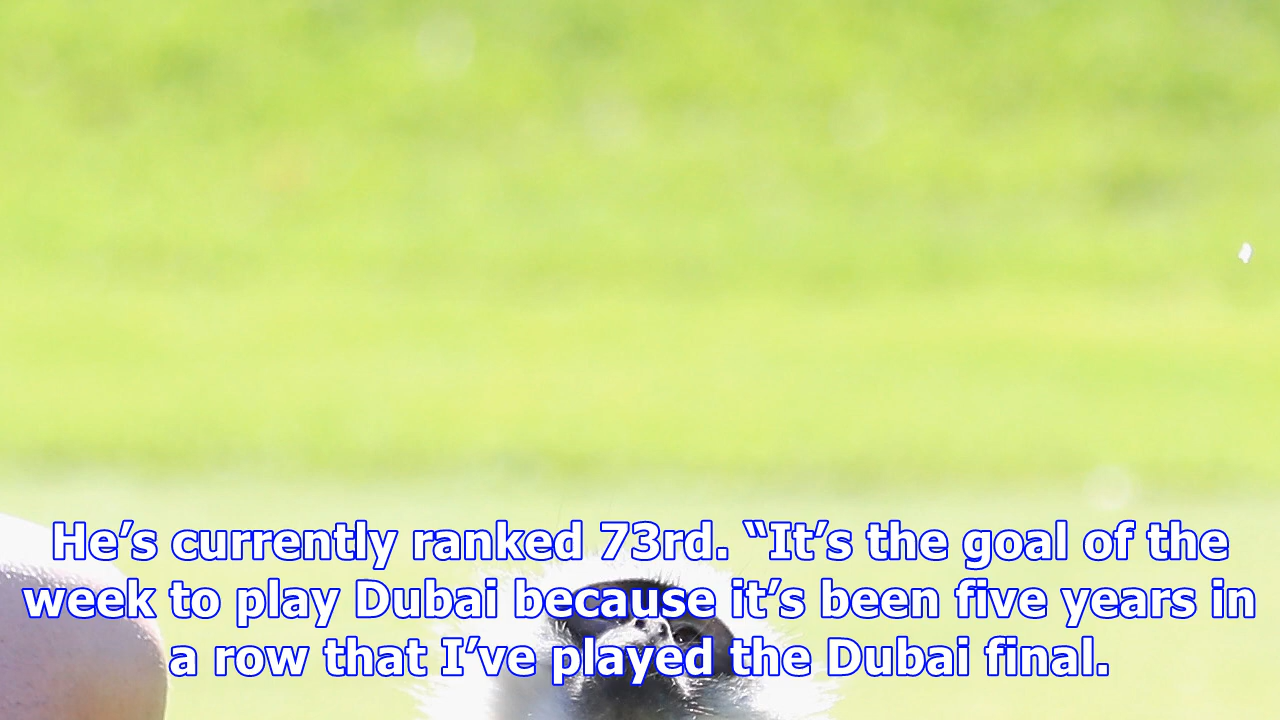 He’s currently ranked 73rd. “It’s the goal of the
week to play Dubai because it’s been five years in
a row that I’ve played the Dubai final.